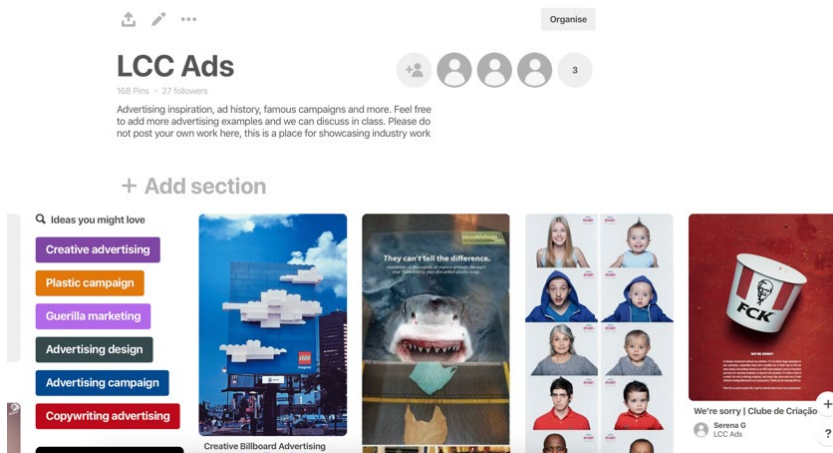 Organise
LCC Ads
3
168 Pins • 27 followers
Advertising inspiration, ad history, famous campaigns and more. Feel free
to add more advertising examples and we can discuss in class. Please do
not post your own work here, this is a place for showcasing industry work
+ Add section
Ideas you might love
Creative advertising
Plastic campaign
Guerilla marketing
Advertising design
Advertising campaign
Copywriting advertising
LEGO
Creative Billboard Advertising
They can't tell the difference.
FCK
WE'RE SORRY
We're sorry | Clube de Criação
Serena G
LCC Ads
+
?